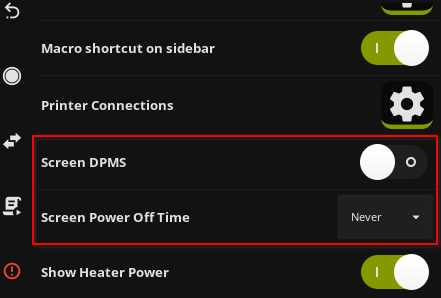 Macro shortcut on sidebar
Printer Connections
Screen DPMS
Screen Power Off Time
Never
Show Heater Power